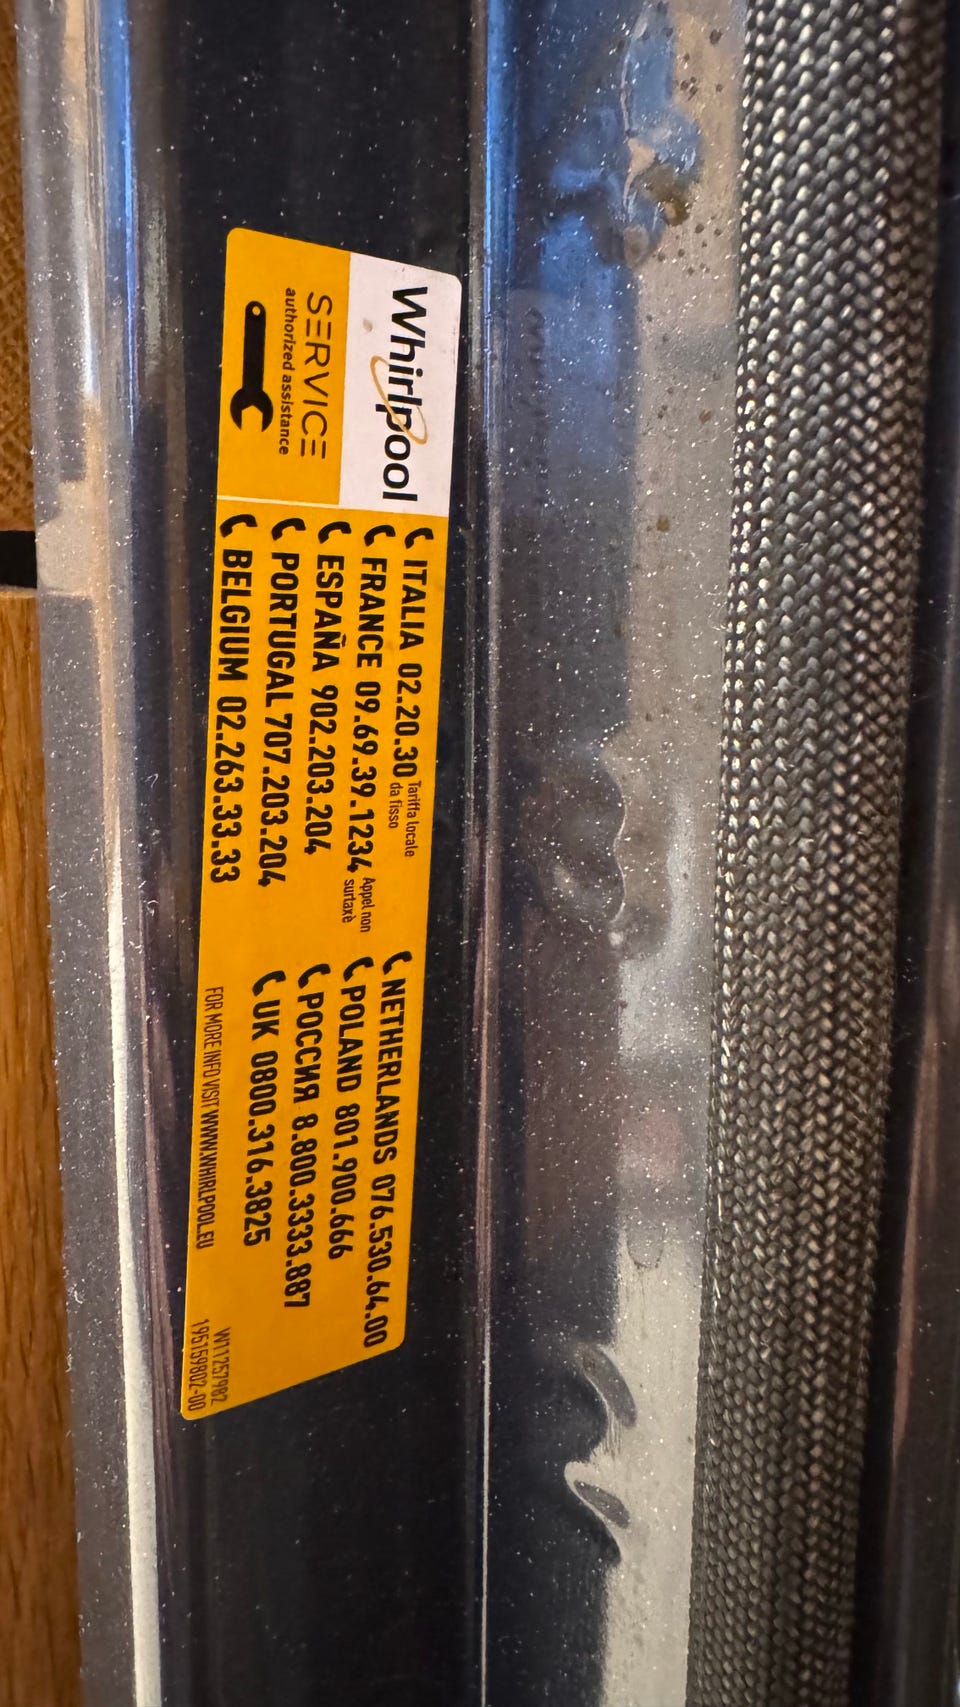 Whirlpool
SERVICE
authorized assistance
ITALIA 02.20.30 Tariffa locale da fisso
FRANCE 09.69.39.1234 Appel non surtaxè
ESPAÑA 902.203.204
PORTUGAL 707.203.204
BELGIUM 02.263.33.33
NETHERLANDS 076.530.64.00
POLAND 801.900.666
РОССИЯ 8.800.3333.887
UK 0800.316.3825
FOR MORE INFO VISIT WWW.WHIRLPOOL.EU
W11257982
195159802-00